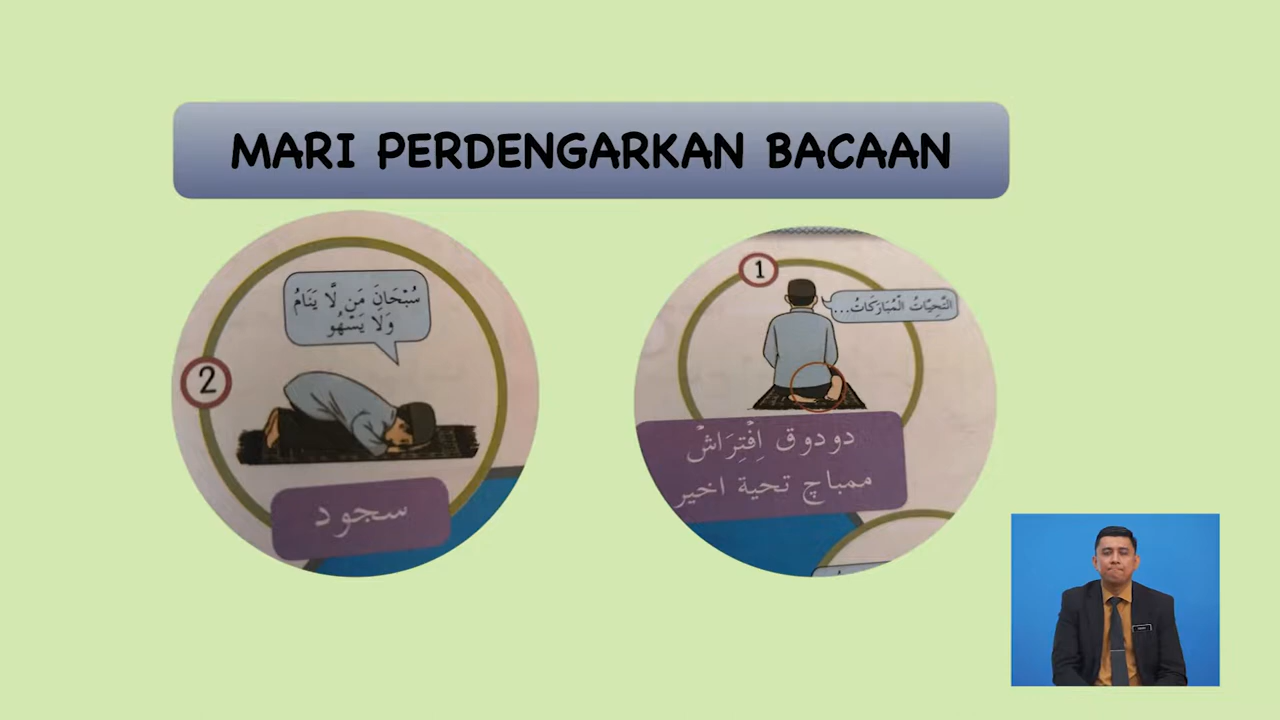 MARI PERDENGARKAN BACAAN
1
التَّحِيَّاتُ الْمُبَارَكَاتُ...
دودوق اِفْتِرَاشْ
ممباچ تحية اخير
2
سُبْحَانَ مَن لَّا يَنَامُ
وَلَا يَسْهُو
سجود